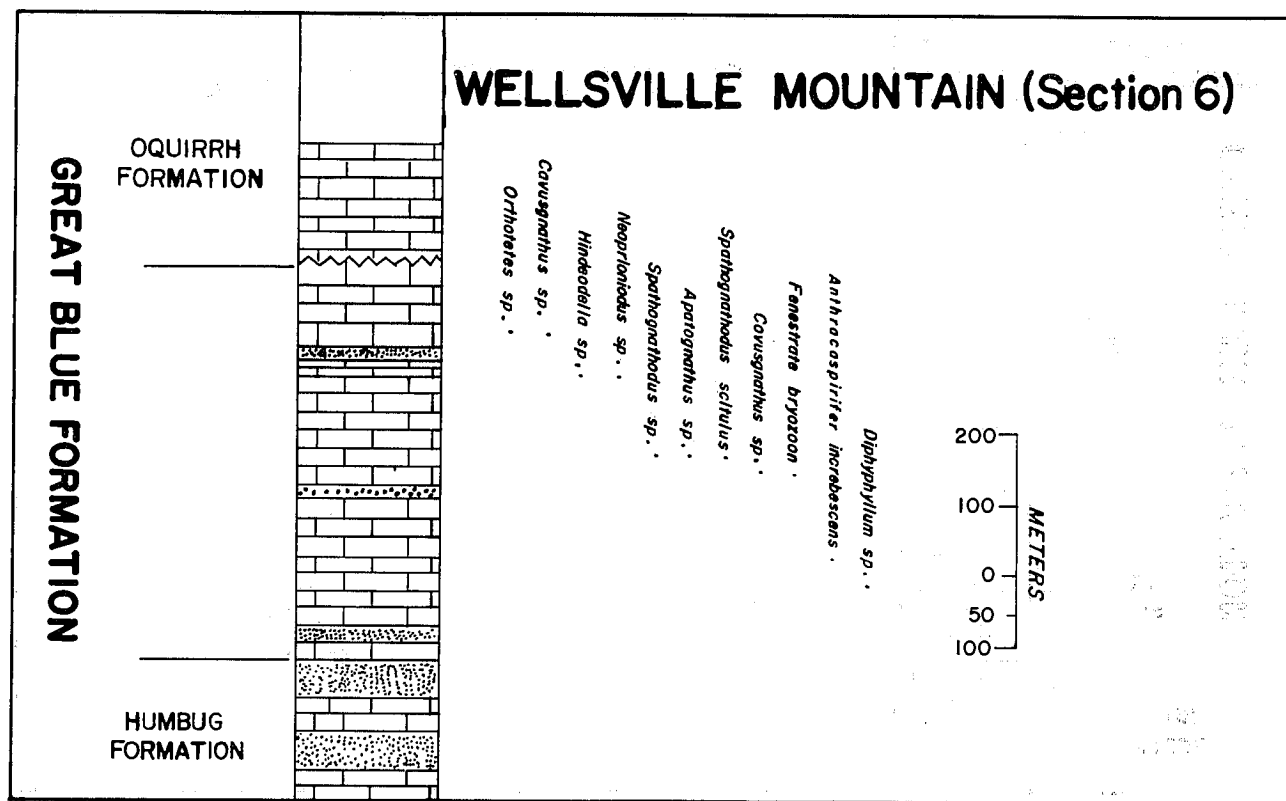 WELLSVILLE MOUNTAIN (Section 6)
GREAT BLUE FORMATION
OQUIRRH
FORMATION
HUMBUG
FORMATION
Orthotetes sp.
Cavusgnathus sp.
Hindeodella sp.
Neoprioniodus sp.
Spathognathodus sp.
Apatognathus sp.
Spathognathodus scitulus
Cavusgnathus sp.
Fenestrate bryozoon
Anthracospirifer increbescens
Diphyphyllum sp.
200
100
0
50
100
METERS